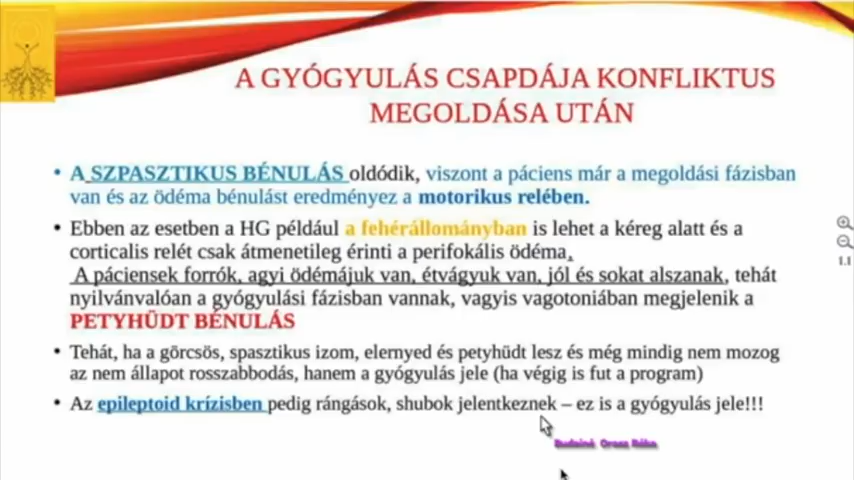 A GYÓGYULÁS CSAPDÁJA KONFLIKTUS
MEGOLDÁSA UTÁN
• A SZPASZTIKUS BÉNULÁS oldódik, viszont a páciens már a megoldási fázisban
van és az ödéma bénulást eredményez a motorikus relében.
• Ebben az esetben a HG például a fehérállományban is lehet a kéreg alatt és a
corticalis relét csak átmenetileg érinti a perifokális ödéma.
A páciensek forrók, agyi ödémájuk van, étvágyuk van, jól és sokat alszanak, tehát
nyilvánvalóan a gyógyulási fázisban vannak, vagyis vagotoniában megjelenik a
PETYHÜDT BÉNULÁS
• Tehát, ha a görcsös, spasztikus izom, elernyed és petyhüdt lesz és még mindig nem mozog
az nem állapot rosszabbodás, hanem a gyógyulás jele (ha végig is fut a program)
• Az epileptoid krízisben pedig rángások, shubok jelentkeznek – ez is a gyógyulás jele!!!
1:1